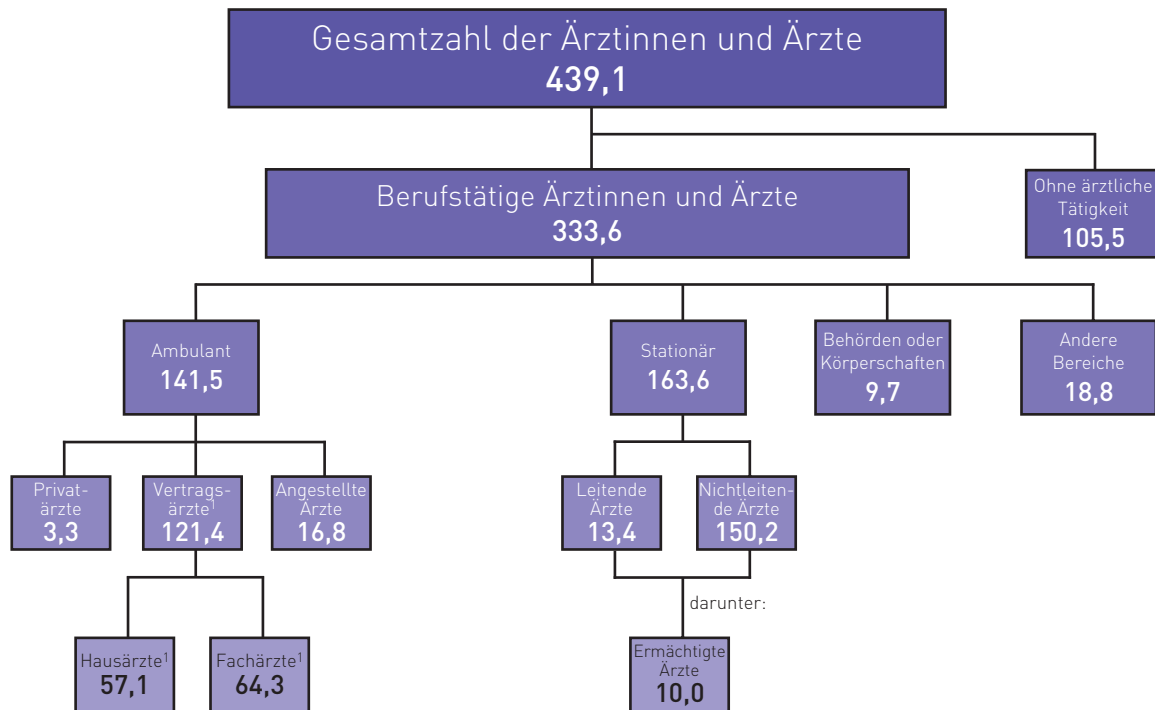 Gesamtzahl der Ärztinnen und Ärzte
439,1
Berufstätige Ärztinnen und Ärzte
333,6
Ohne ärztliche
Tätigkeit
105,5
Ambulant
141,5
Stationär
163,6
Behörden oder
Körperschaften
9,7
Andere
Bereiche
18,8
Privat-
ärzte
3,3
Vertrags-
ärzte¹
121,4
Angestellte
Ärzte
16,8
Leitende
Ärzte
13,4
Nichtleiten-
de Ärzte
150,2
darunter:
Hausärzte¹
57,1
Fachärzte¹
64,3
Ermächtigte
Ärzte
10,0